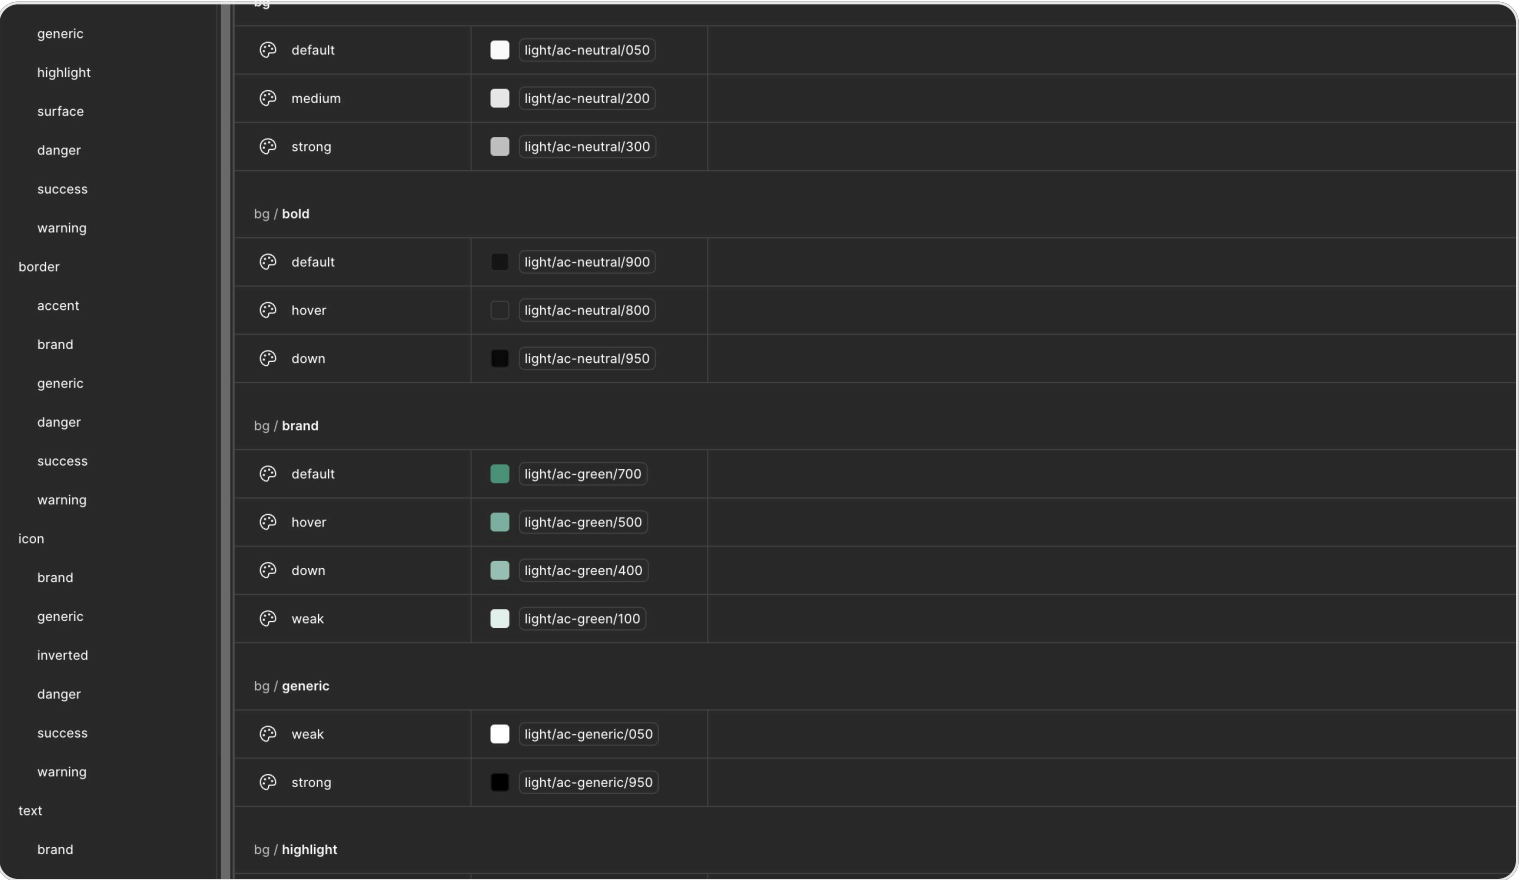 generic
highlight
surface
danger
success
warning
border
accent
brand
generic
danger
success
warning
icon
brand
generic
inverted
danger
success
warning
text
brand
bg
default light/ac-neutral/050
medium light/ac-neutral/200
strong light/ac-neutral/300
bg / bold
default light/ac-neutral/900
hover light/ac-neutral/800
down light/ac-neutral/950
bg / brand
default light/ac-green/700
hover light/ac-green/500
down light/ac-green/400
weak light/ac-green/100
bg / generic
weak light/ac-generic/050
strong light/ac-generic/950
bg / highlight